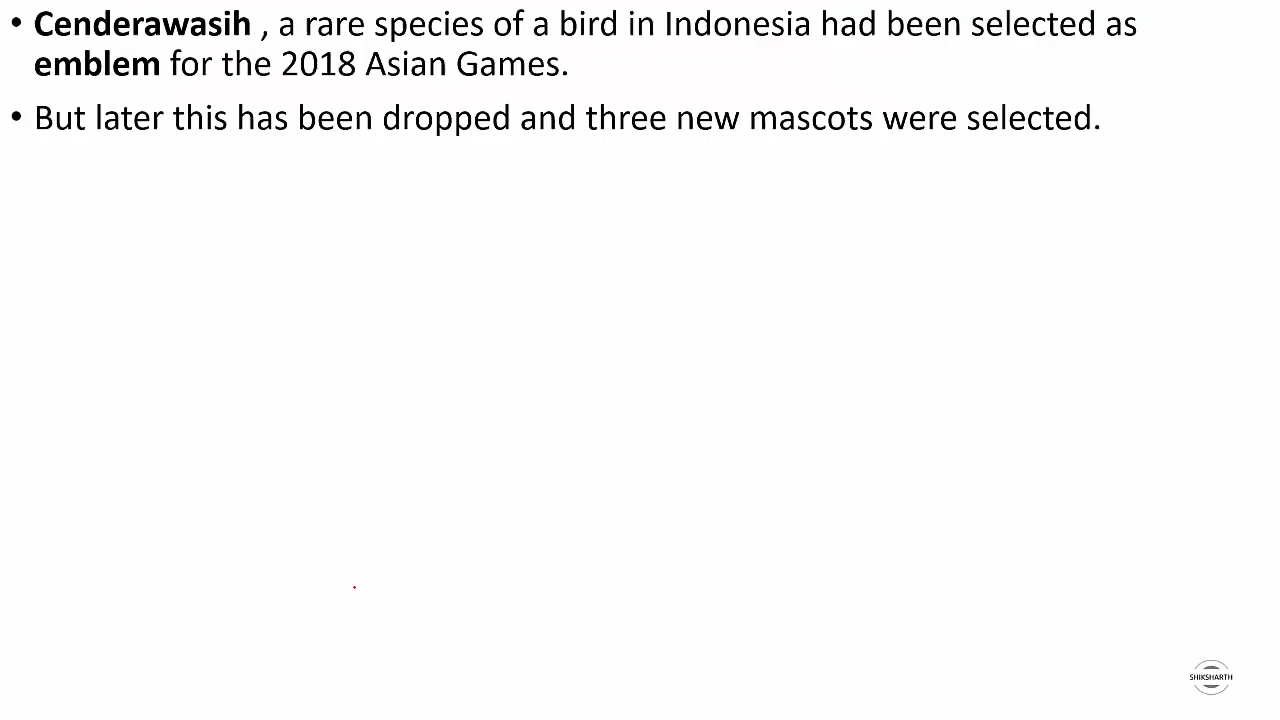 • Cenderawasih , a rare species of a bird in Indonesia had been selected as
emblem for the 2018 Asian Games.
• But later this has been dropped and three new mascots were selected.
SHIKSHARTH